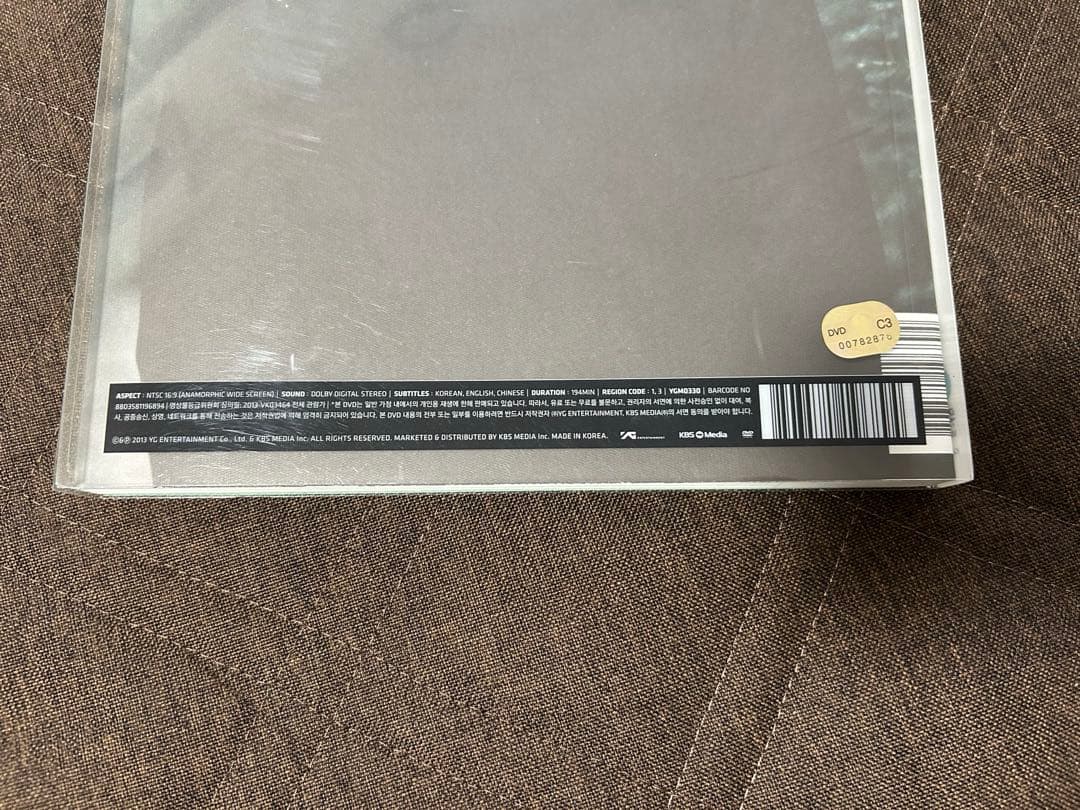 DVD C3
0078287
ASPECT : NTSC 16:9 (ANAMORPHIC WIDE SCREEN) | SOUND : DOLBY DIGITAL STEREO | SUBTITLES : KOREAN, ENGLISH, CHINESE | DURATION : 194MIN | REGION CODE : 1, 3 | YGMD330 | BARCODE NO
8803581196894 | 영상물등급위원회 심의필: 2013-VK03464 전체 관람가 | *본 DVD는 일반 가정 내에서의 개인용 재생에 한해 판매되고 있습니다. 따라서, 유료 또는 무료를 불문하고, 권리자의 서면에 의한 사전승인 없이 대여, 복
사, 공중송신, 상영, 네트워크를 통해 전송하는 것은 저작권법에 의해 엄격히 금지되어 있습니다. 본 DVD 내용의 전부 또는 일부를 이용하려면 반드시 저작권자 (㈜YG ENTERTAINMENT, KBS MEDIA㈜)의 서면 동의를 받아야 합니다.
©&℗ 2013 YG ENTERTAINMENT Co., Ltd. & KBS MEDIA Inc. ALL RIGHTS RESERVED. MARKETED & DISTRIBUTED BY KBS MEDIA Inc. MADE IN KOREA. YG ENTERTAINMENT KBS Media DVD